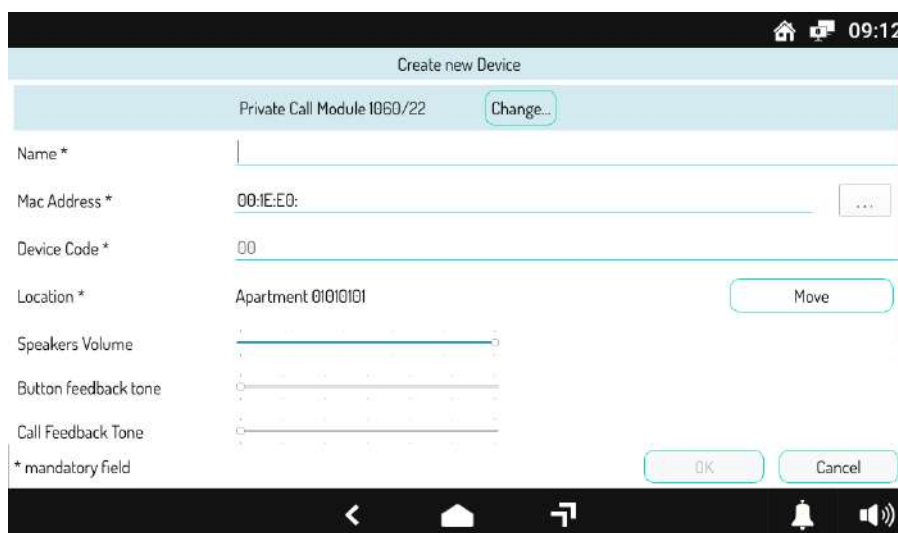 09:12
Create new Device
Private Call Module 1060/22 Change...
Name *
Mac Address * 00:1E:E0: ...
Device Code * 00
Location * Apartment 01010101 Move
Speakers Volume
Button feedback tone
Call Feedback Tone
* mandatory field OK Cancel